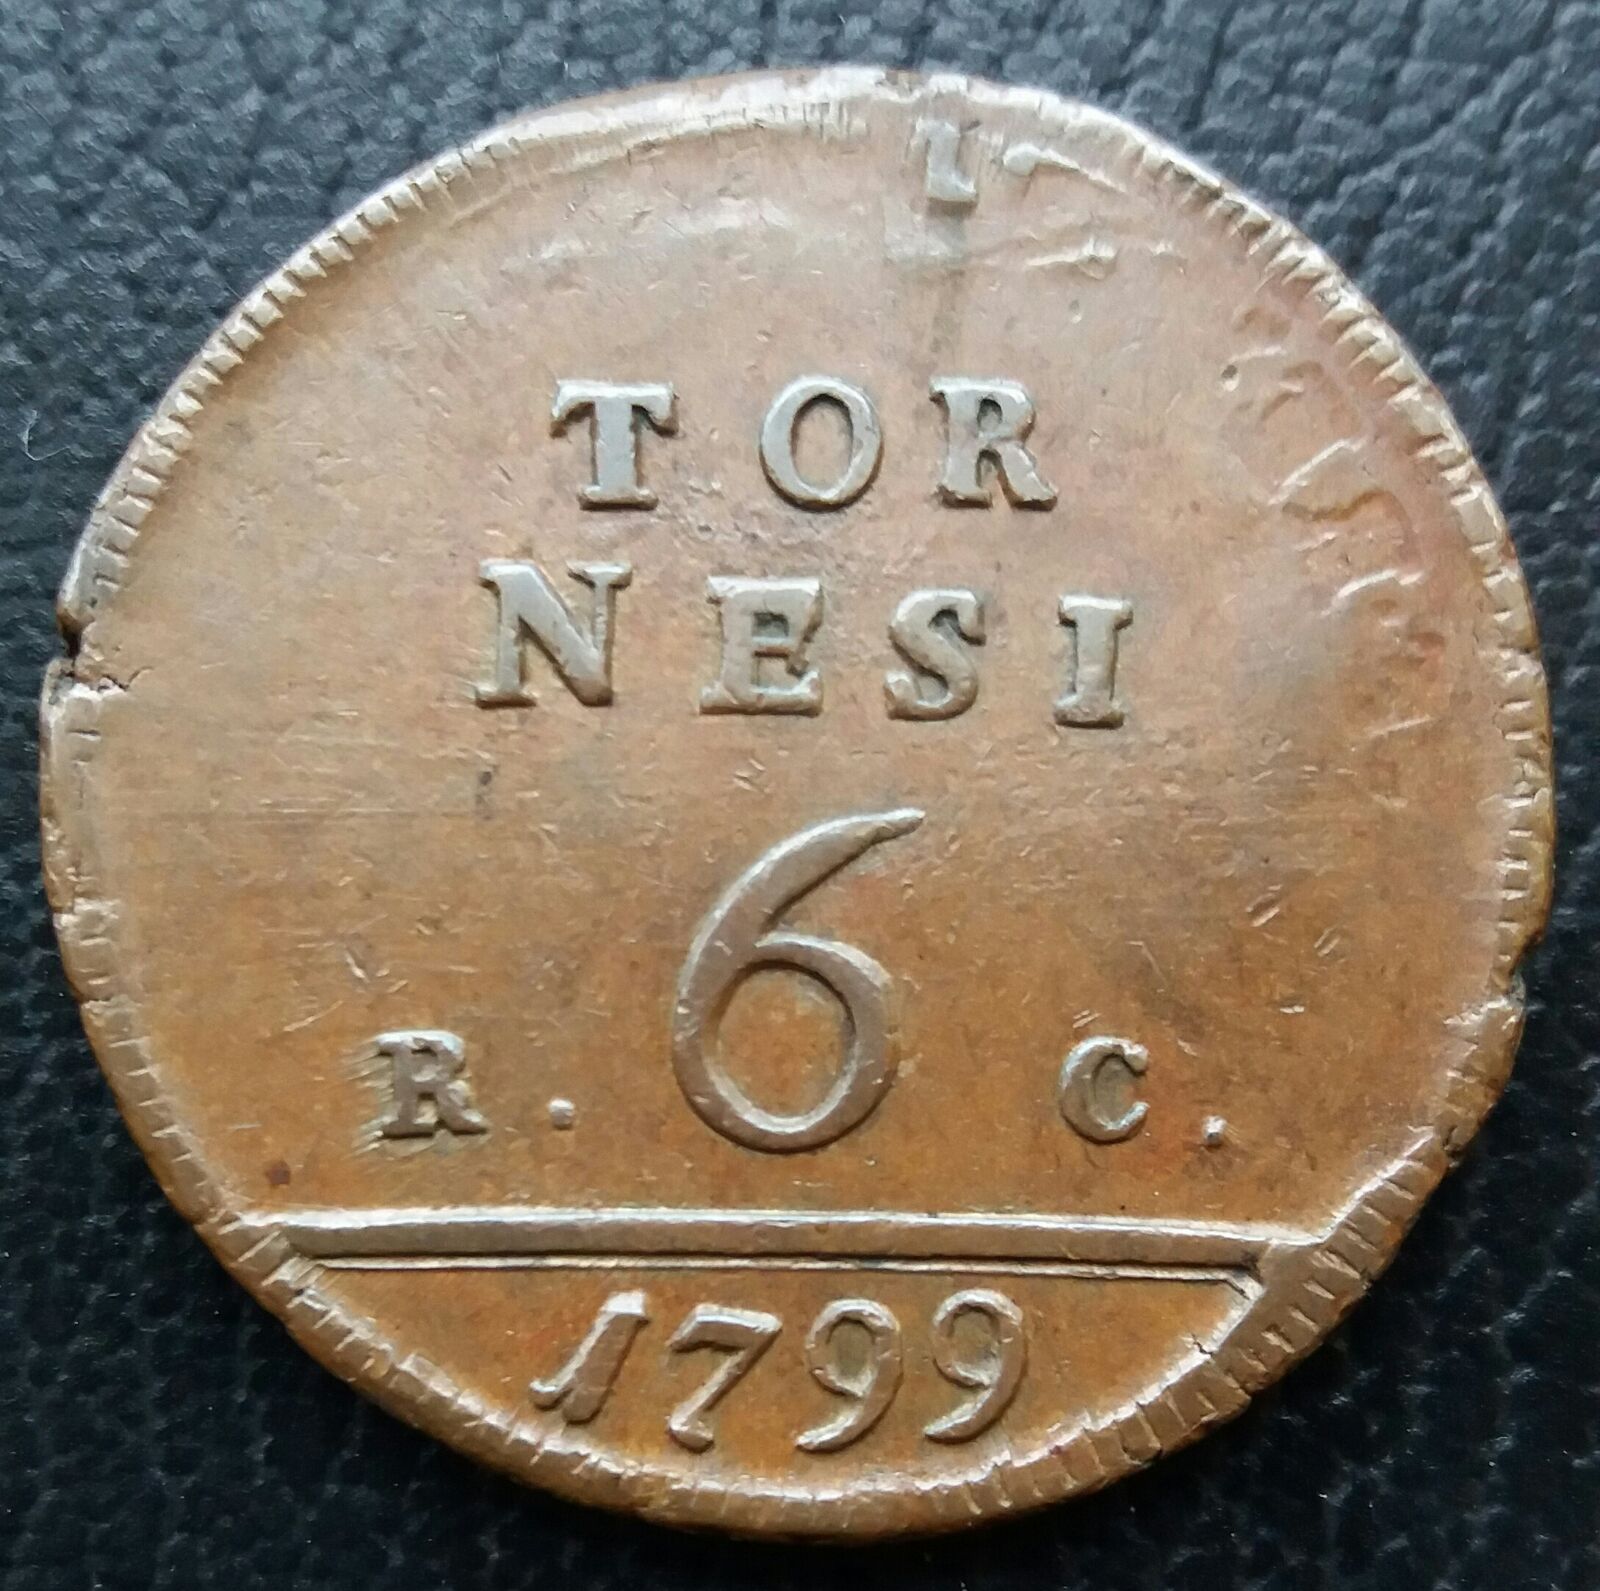 TOR
NESI
6
R. C.
1799